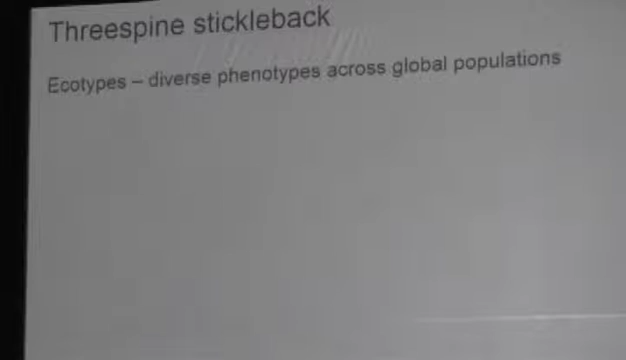 Threespine stickleback
Ecotypes – diverse phenotypes across global populations